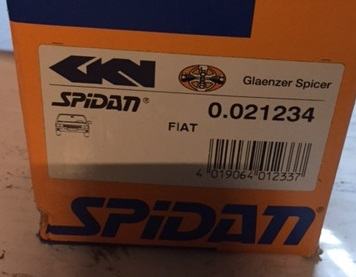 GKN Glaenzer Spicer
SPiDAN® 0.021234
FIAT
4 019064 012337
SPiDAN